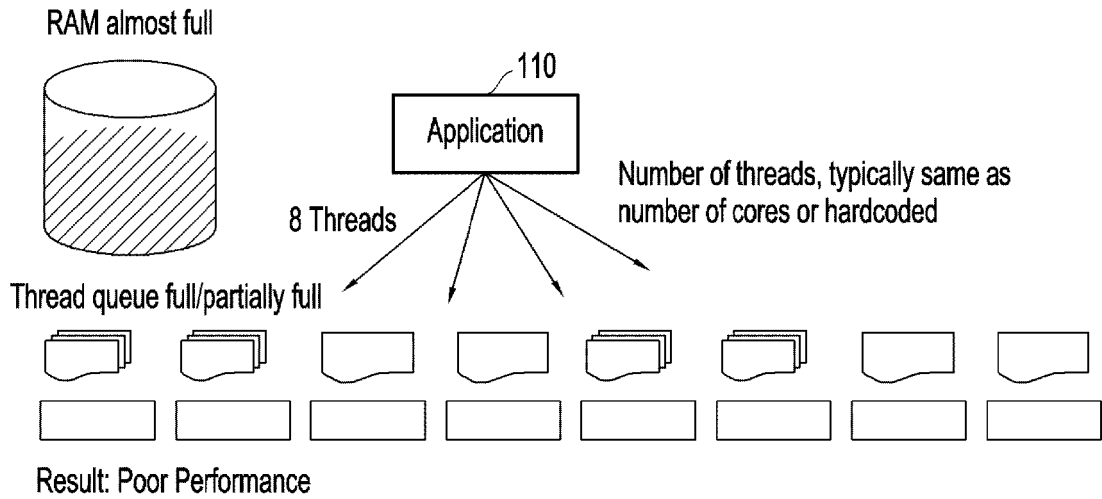 RAM almost full
110
Application
8 Threads
Number of threads, typically same as
number of cores or hardcoded
Thread queue full/partially full
Result: Poor Performance